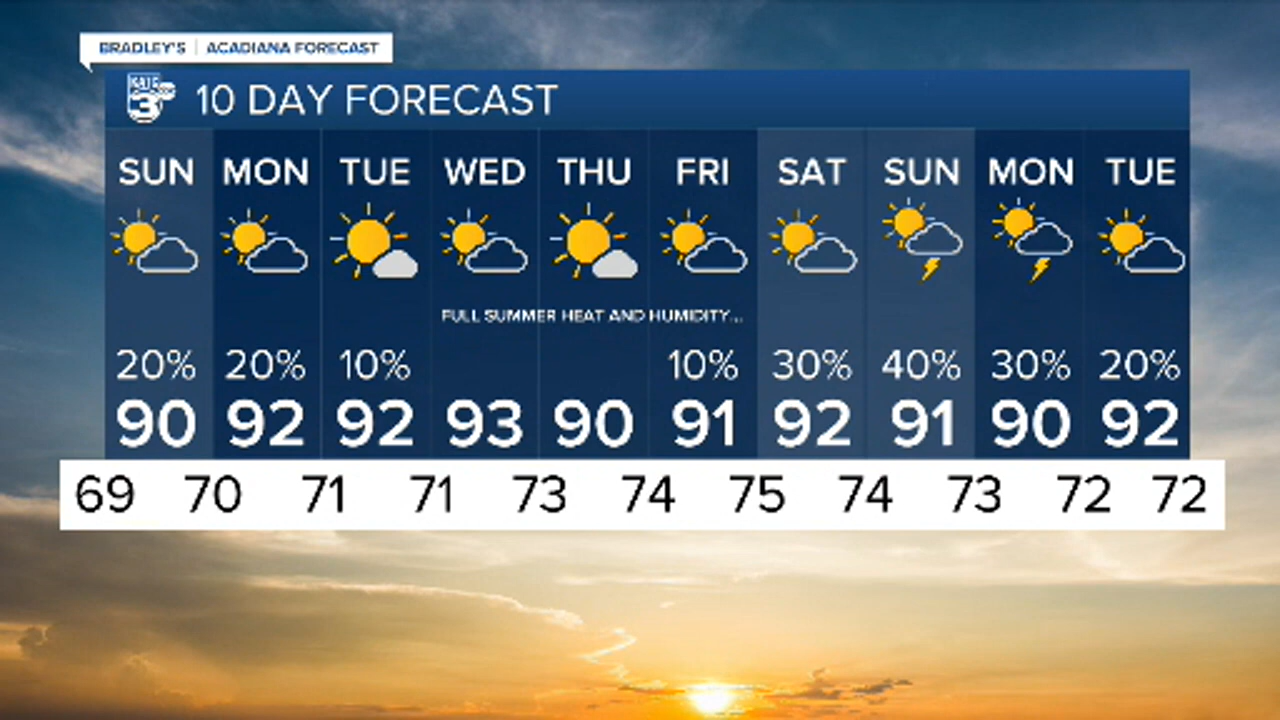 BRADLEY'S | ACADIANA FORECAST
KATC 3 10 DAY FORECAST
SUN MON TUE WED THU FRI SAT SUN MON TUE
FULL SUMMER HEAT AND HUMIDITY...
20% 20% 10% 10% 30% 40% 30% 20%
90 92 92 93 90 91 92 91 90 92
69 70 71 71 73 74 75 74 73 72 72